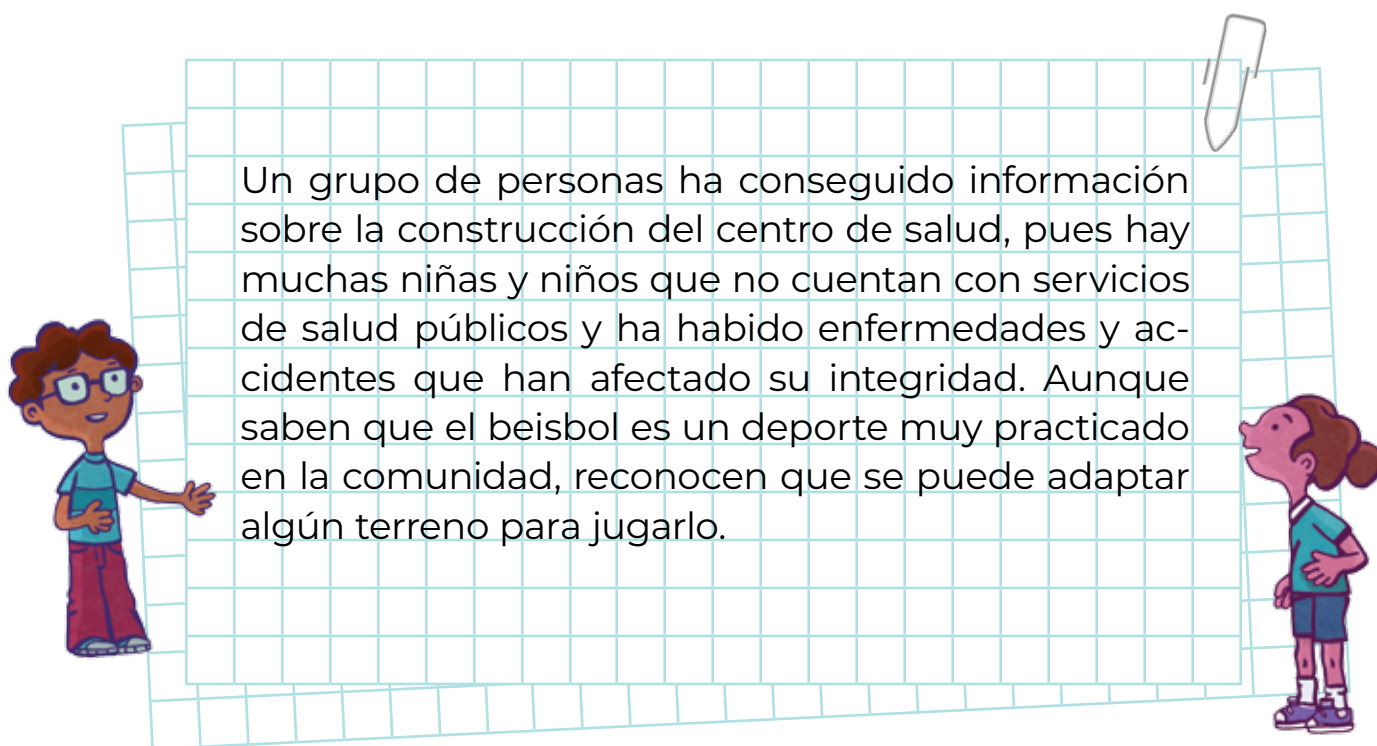 Un grupo de personas ha conseguido información
sobre la construcción del centro de salud, pues hay
muchas niñas y niños que no cuentan con servicios
de salud públicos y ha habido enfermedades y ac-
cidentes que han afectado su integridad. Aunque
saben que el beisbol es un deporte muy practicado
en la comunidad, reconocen que se puede adaptar
algún terreno para jugarlo.